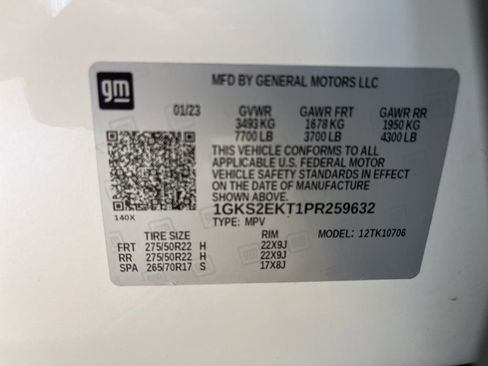 gm
MFD BY GENERAL MOTORS LLC
01/23 GVWR GAWR FRT GAWR RR
3493 KG 1678 KG 1950 KG
7700 LB 3700 LB 4300 LB
THIS VEHICLE CONFORMS TO ALL
APPLICABLE U.S. FEDERAL MOTOR
VEHICLE SAFETY STANDARDS IN EFFECT
ON THE DATE OF MANUFACTURE
SHOWN ABOVE.
1GKS2EKT1PR259632
140X
TYPE: MPV
TIRE SIZE RIM MODEL: 12TK10706
FRT 275/50R22 H 22X9J
RR 275/50R22 H 22X9J
SPA 265/70R17 S 17X8J